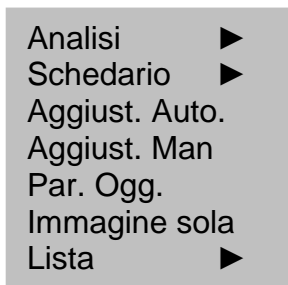 Analisi ►
Schedario ►
Aggiust. Auto.
Aggiust. Man
Par. Ogg.
Immagine sola
Lista ►